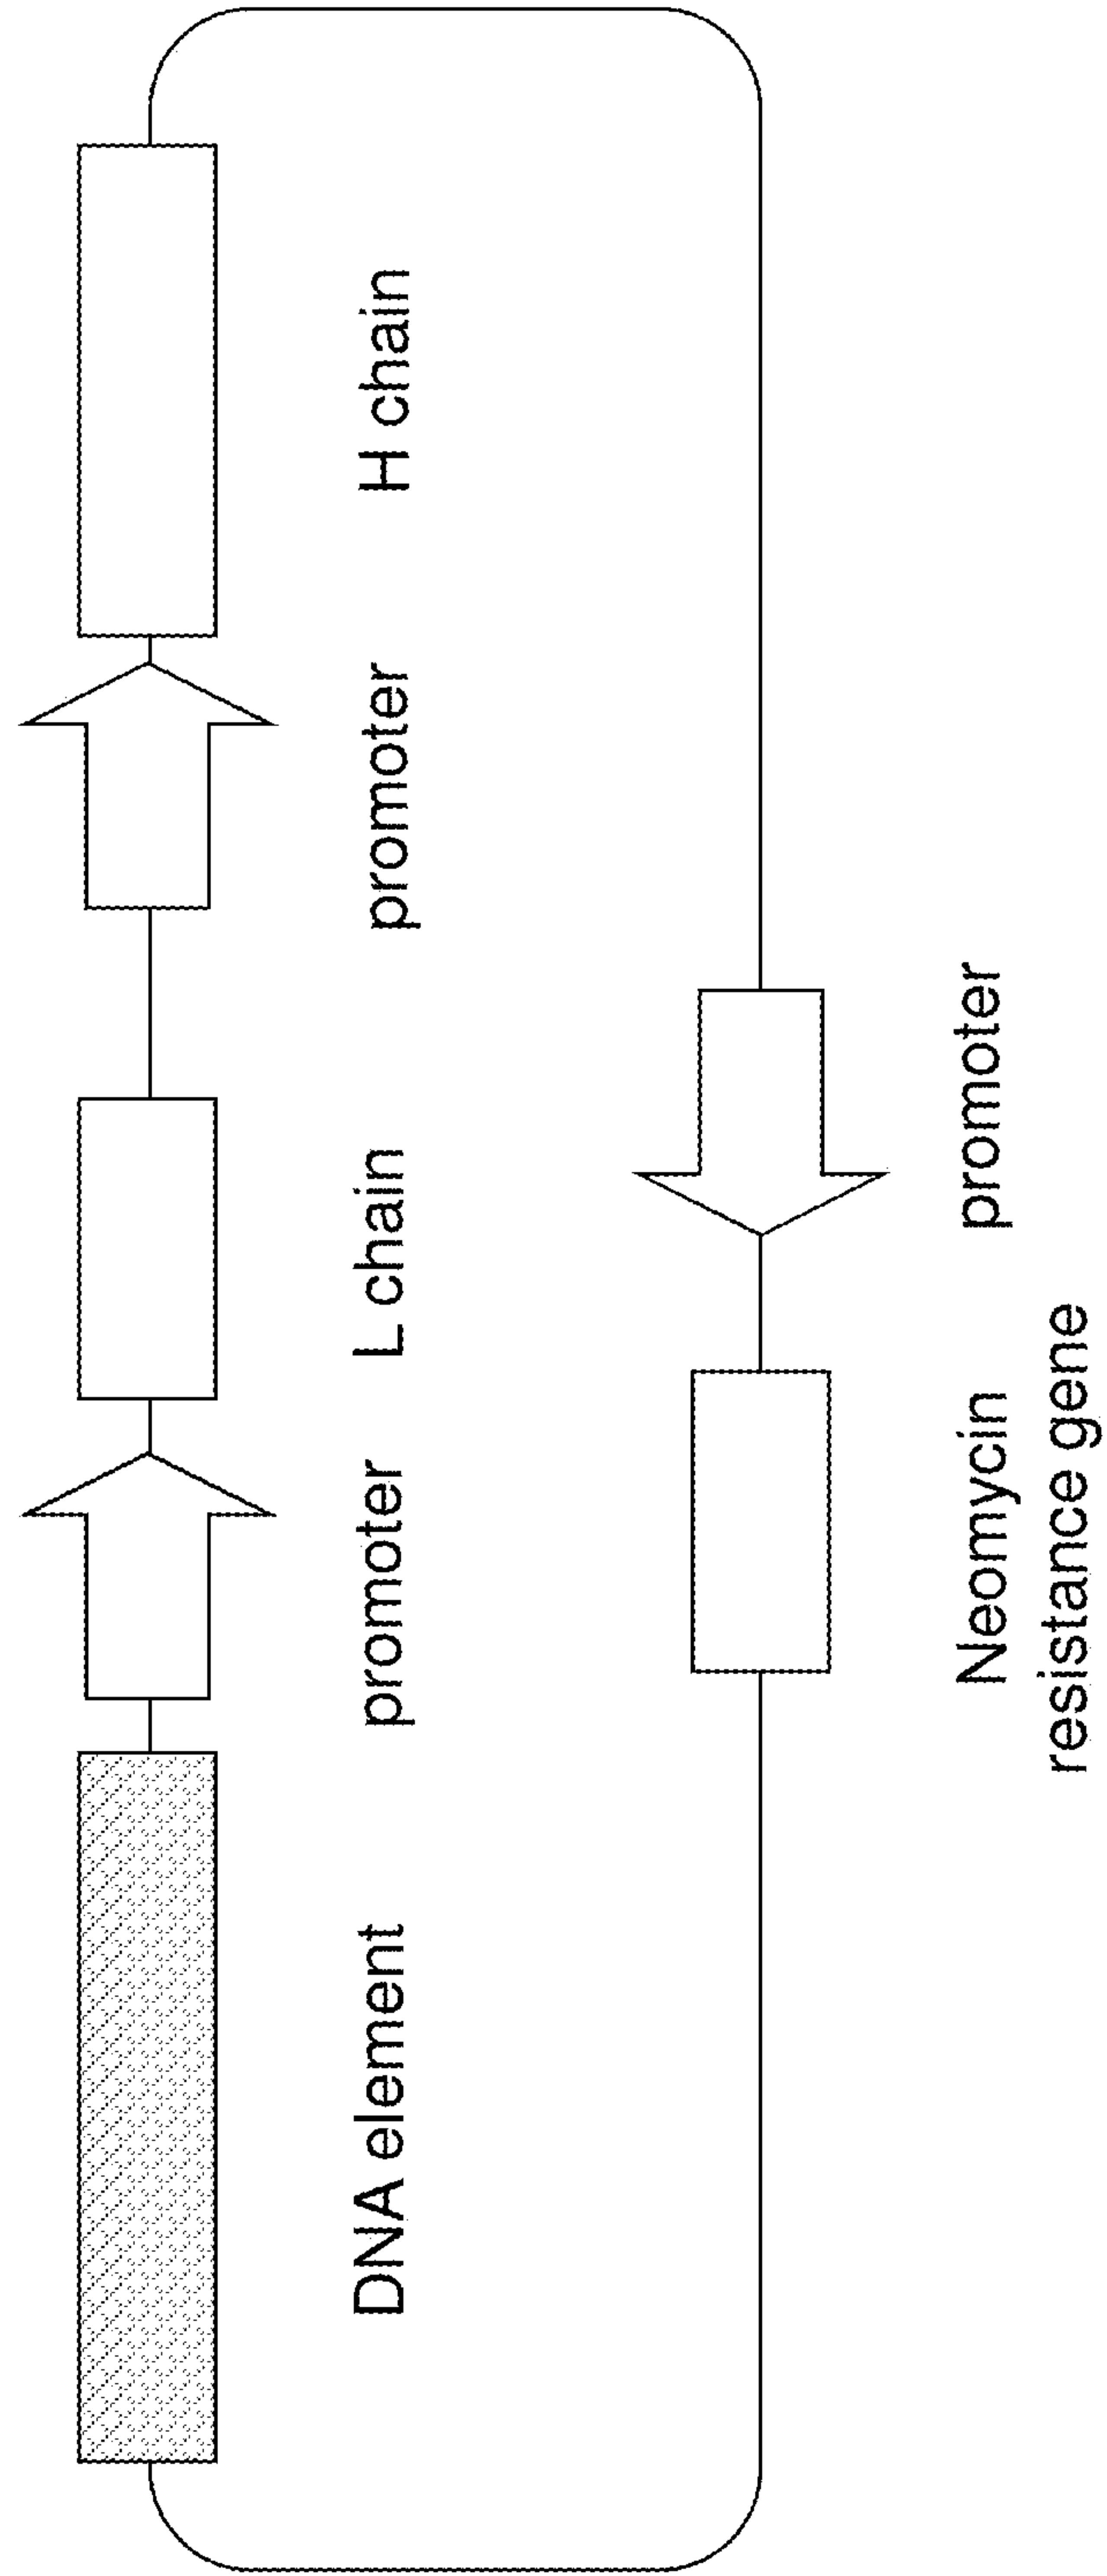 DNA element
promoter
L chain
promoter
H chain
Neomycin
resistance gene
promoter